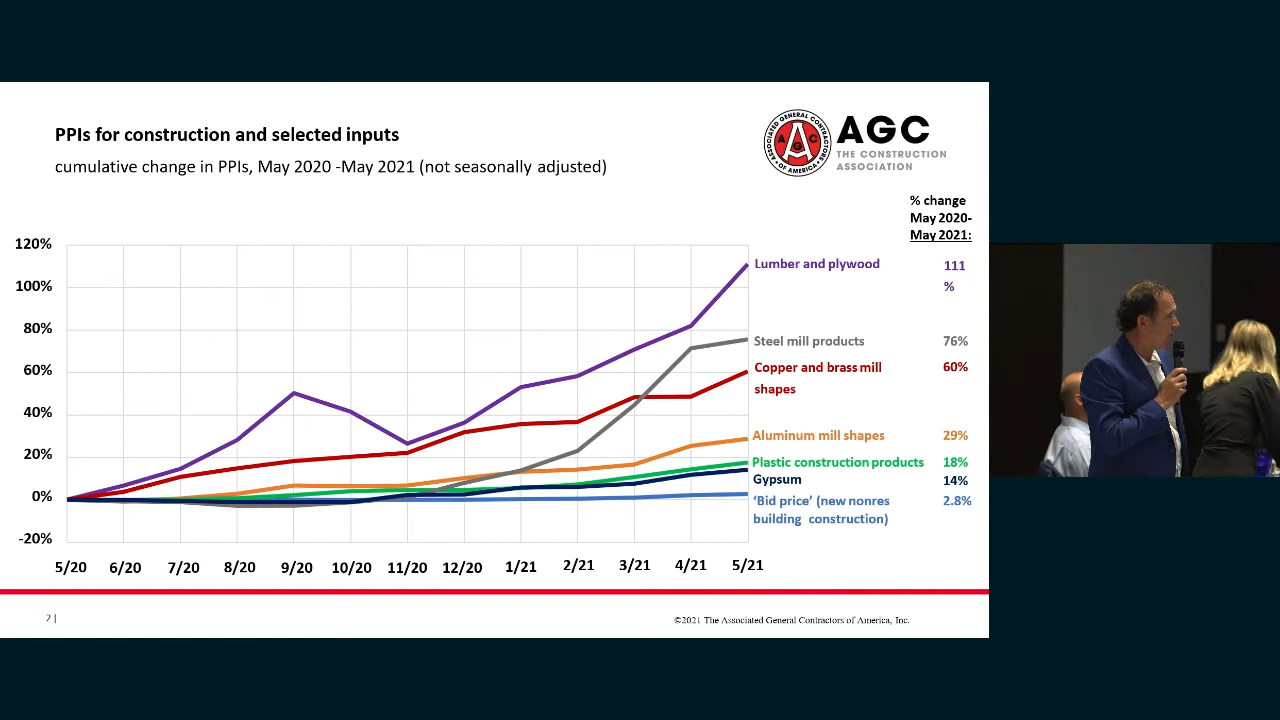 PPIs for construction and selected inputs
cumulative change in PPIs, May 2020 -May 2021 (not seasonally adjusted)
ASSOCIATED GENERAL CONTRACTORS
OF AMERICA
A G C
AGC
THE CONSTRUCTION
ASSOCIATION
% change
May 2020-
May 2021:
120%
100%
80%
60%
40%
20%
0%
-20%
Lumber and plywood 111
%
Steel mill products 76%
Copper and brass mill 60%
shapes
Aluminum mill shapes 29%
Plastic construction products 18%
Gypsum 14%
‘Bid price’ (new nonres 2.8%
building construction)
5/20 6/20 7/20 8/20 9/20 10/20 11/20 12/20 1/21 2/21 3/21 4/21 5/21
2 |
©2021 The Associated General Contractors of America, Inc.